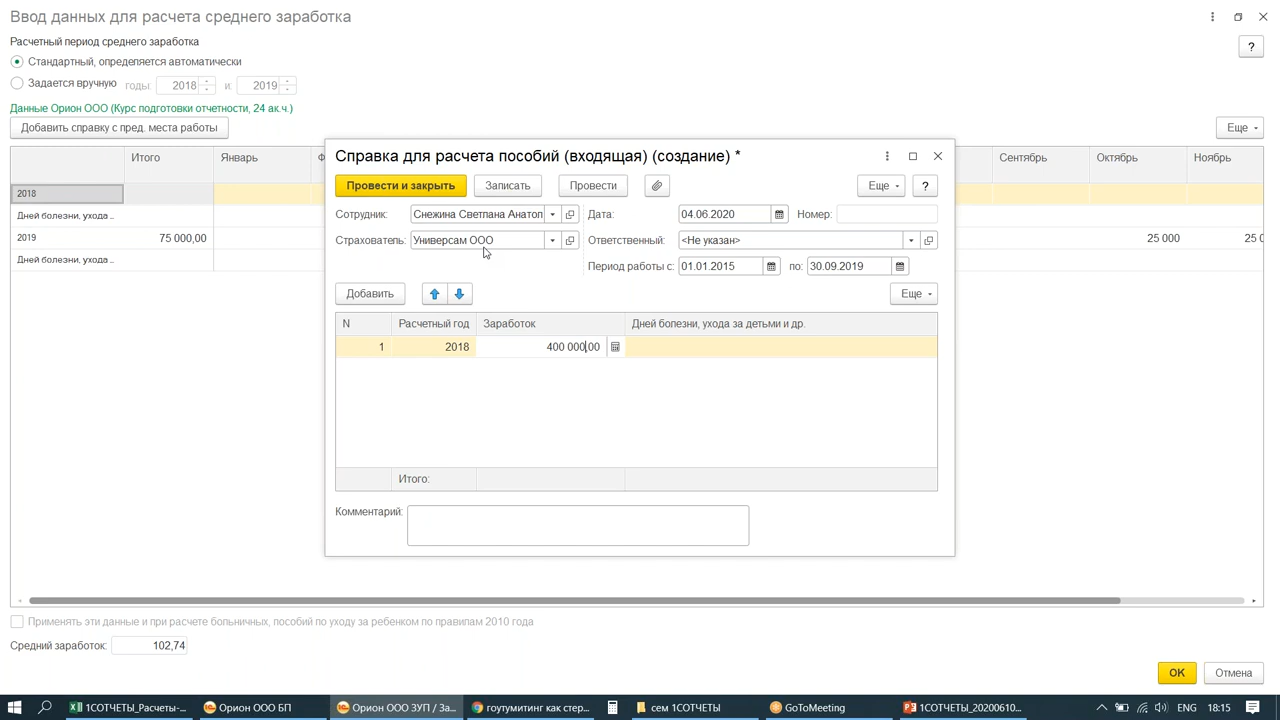 Ввод данных для расчета среднего заработка
Расчетный период среднего заработка
?
Стандартный, определяется автоматически
Задается вручную годы: 2018 и: 2019
Данные Орион ООО (Курс подготовки отчетности, 24 ак.ч.)
Добавить справку с пред. места работы
Еще
Итого Январь Ф Сентябрь Октябрь Ноябрь
2018
Дней болезни, ухода ..
2019 75 000,00 25 000 25 0
Дней болезни, ухода ..
Справка для расчета пособий (входящая) (создание) *
Провести и закрыть Записать Провести Еще ?
Сотрудник: Снежина Светлана Анатол Дата: 04.06.2020 Номер:
Страхователь: Универсам ООО Ответственный: <Не указан>
Период работы с: 01.01.2015 по: 30.09.2019
Добавить Еще
N Расчетный год Заработок Дней болезни, ухода за детьми и др.
1 2018 400 000,00
Итого:
Комментарий:
Применять эти данные и при расчете больничных, пособий по уходу за ребенком по правилам 2010 года
Средний заработок: 102,74
OK Отмена
1СОТЧЕТЫ_Расчеты-... Орион ООО БП Орион ООО ЗУП / За... гоутумитинг как стер... сем 1СОТЧЕТЫ GoToMeeting 1СОТЧЕТЫ_20200610... ENG 18:15